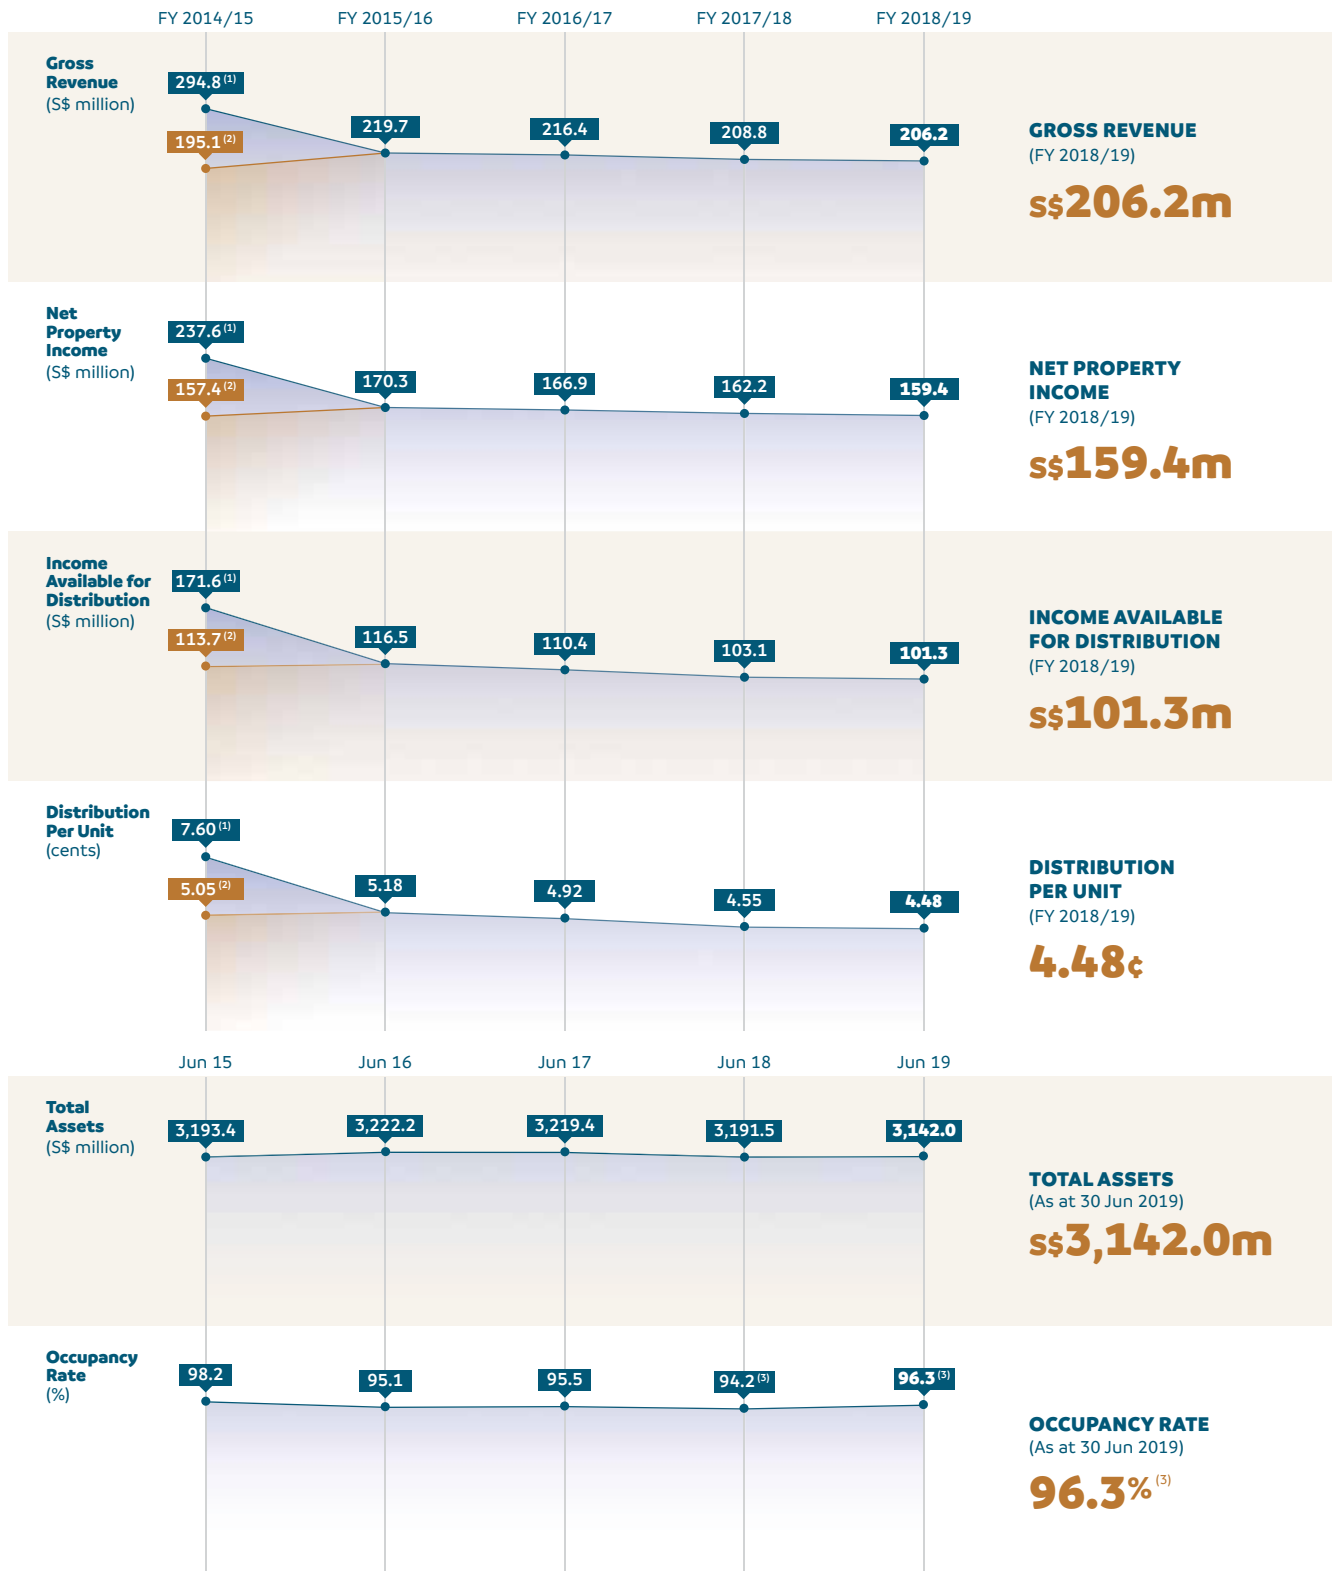 FY 2014/15 FY 2015/16 FY 2016/17 FY 2017/18 FY 2018/19
Gross
Revenue
(S$ million)
294.8(1)
195.1(2)
219.7
216.4
208.8
206.2
GROSS REVENUE
(FY 2018/19)
S$206.2m
Net
Property
Income
(S$ million)
237.6(1)
157.4(2)
170.3
166.9
162.2
159.4
NET PROPERTY
INCOME
(FY 2018/19)
S$159.4m
Income
Available for
Distribution
(S$ million)
171.6(1)
113.7(2)
116.5
110.4
103.1
101.3
INCOME AVAILABLE
FOR DISTRIBUTION
(FY 2018/19)
S$101.3m
Distribution
Per Unit
(cents)
7.60(1)
5.05(2)
5.18
4.92
4.55
4.48
DISTRIBUTION
PER UNIT
(FY 2018/19)
4.48¢
Jun 15 Jun 16 Jun 17 Jun 18 Jun 19
Total
Assets
(S$ million)
3,193.4
3,222.2
3,219.4
3,191.5
3,142.0
TOTAL ASSETS
(As at 30 Jun 2019)
S$3,142.0m
Occupancy
Rate
(%)
98.2
95.1
95.5
94.2(3)
96.3(3)
OCCUPANCY RATE
(As at 30 Jun 2019)
96.3%(3)